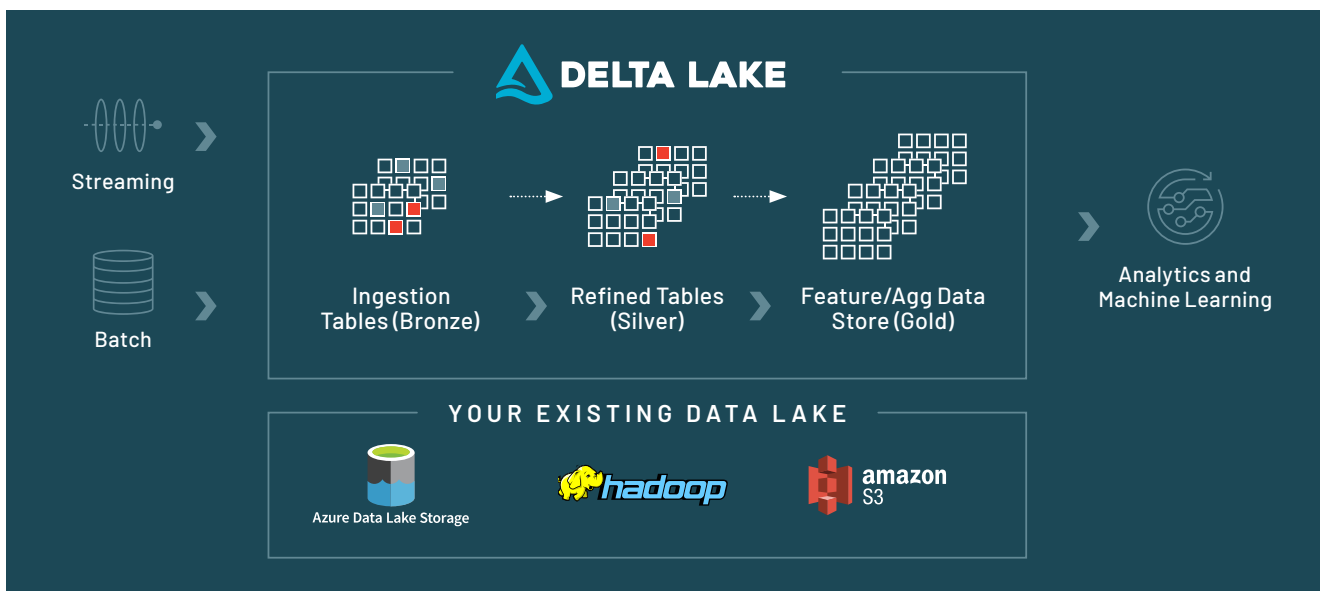 DELTA LAKE
Streaming
Batch
Ingestion
Tables (Bronze)
Refined Tables
(Silver)
Feature/Agg Data
Store (Gold)
Analytics and
Machine Learning
YOUR EXISTING DATA LAKE
Azure Data Lake Storage
hadoop
amazon
S3